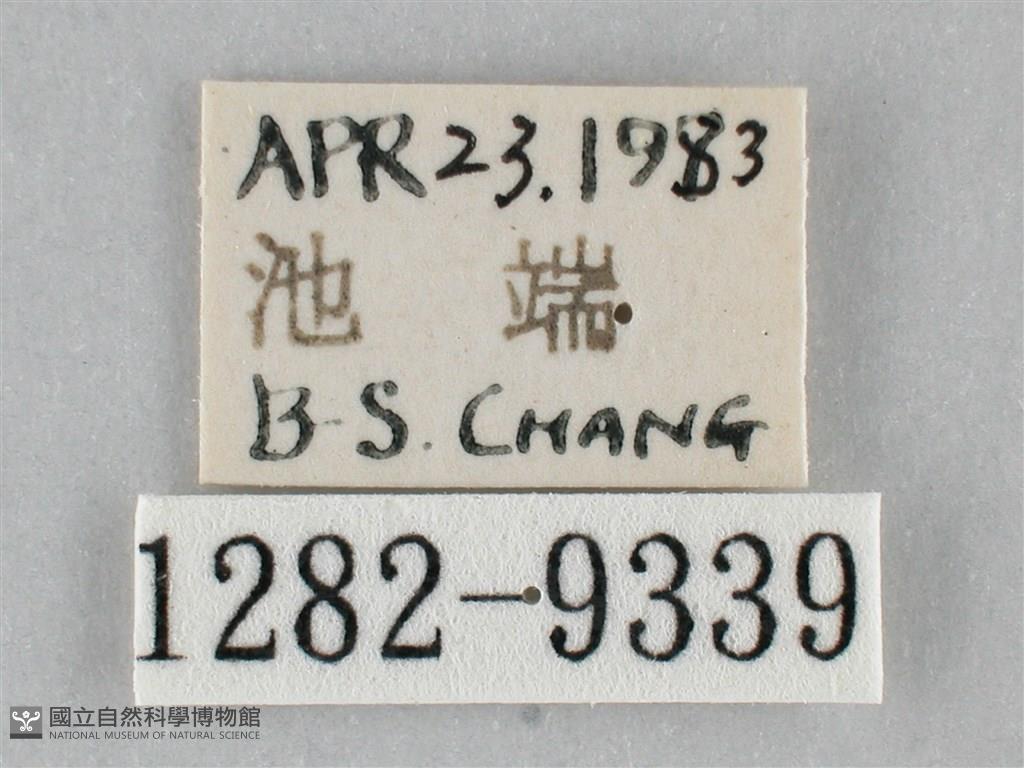 APR 23.1983
池 端
B-S. CHANG
1282-9339
國立自然科學博物館
NATIONAL MUSEUM OF NATURAL SCIENCE